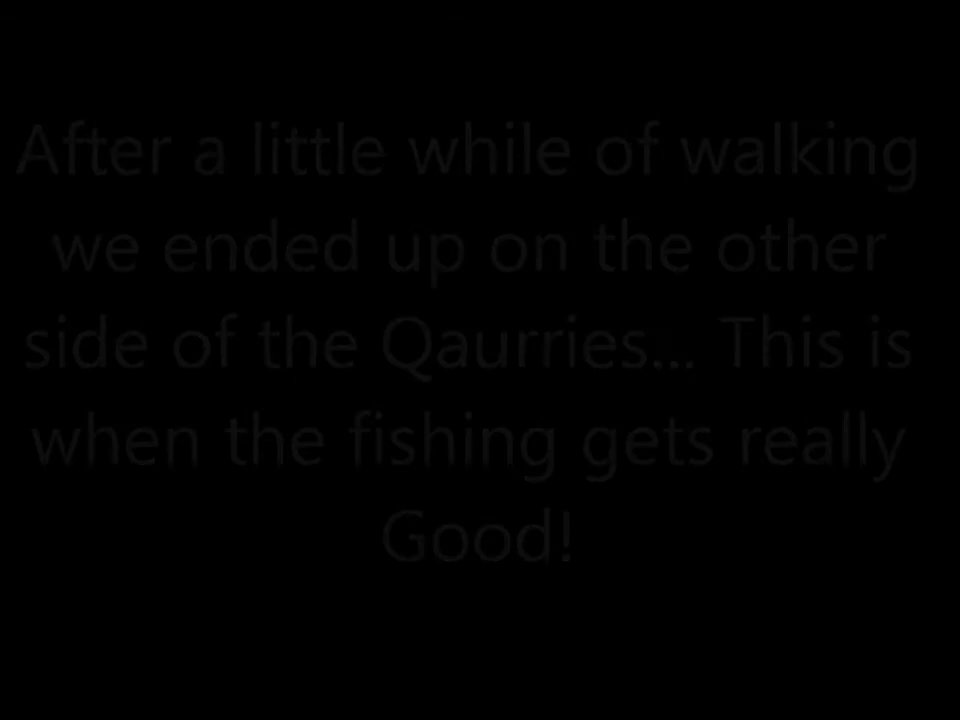 After a little while of walking
we ended up on the other
side of the Qaurries... This is
when the fishing gets really
Good!